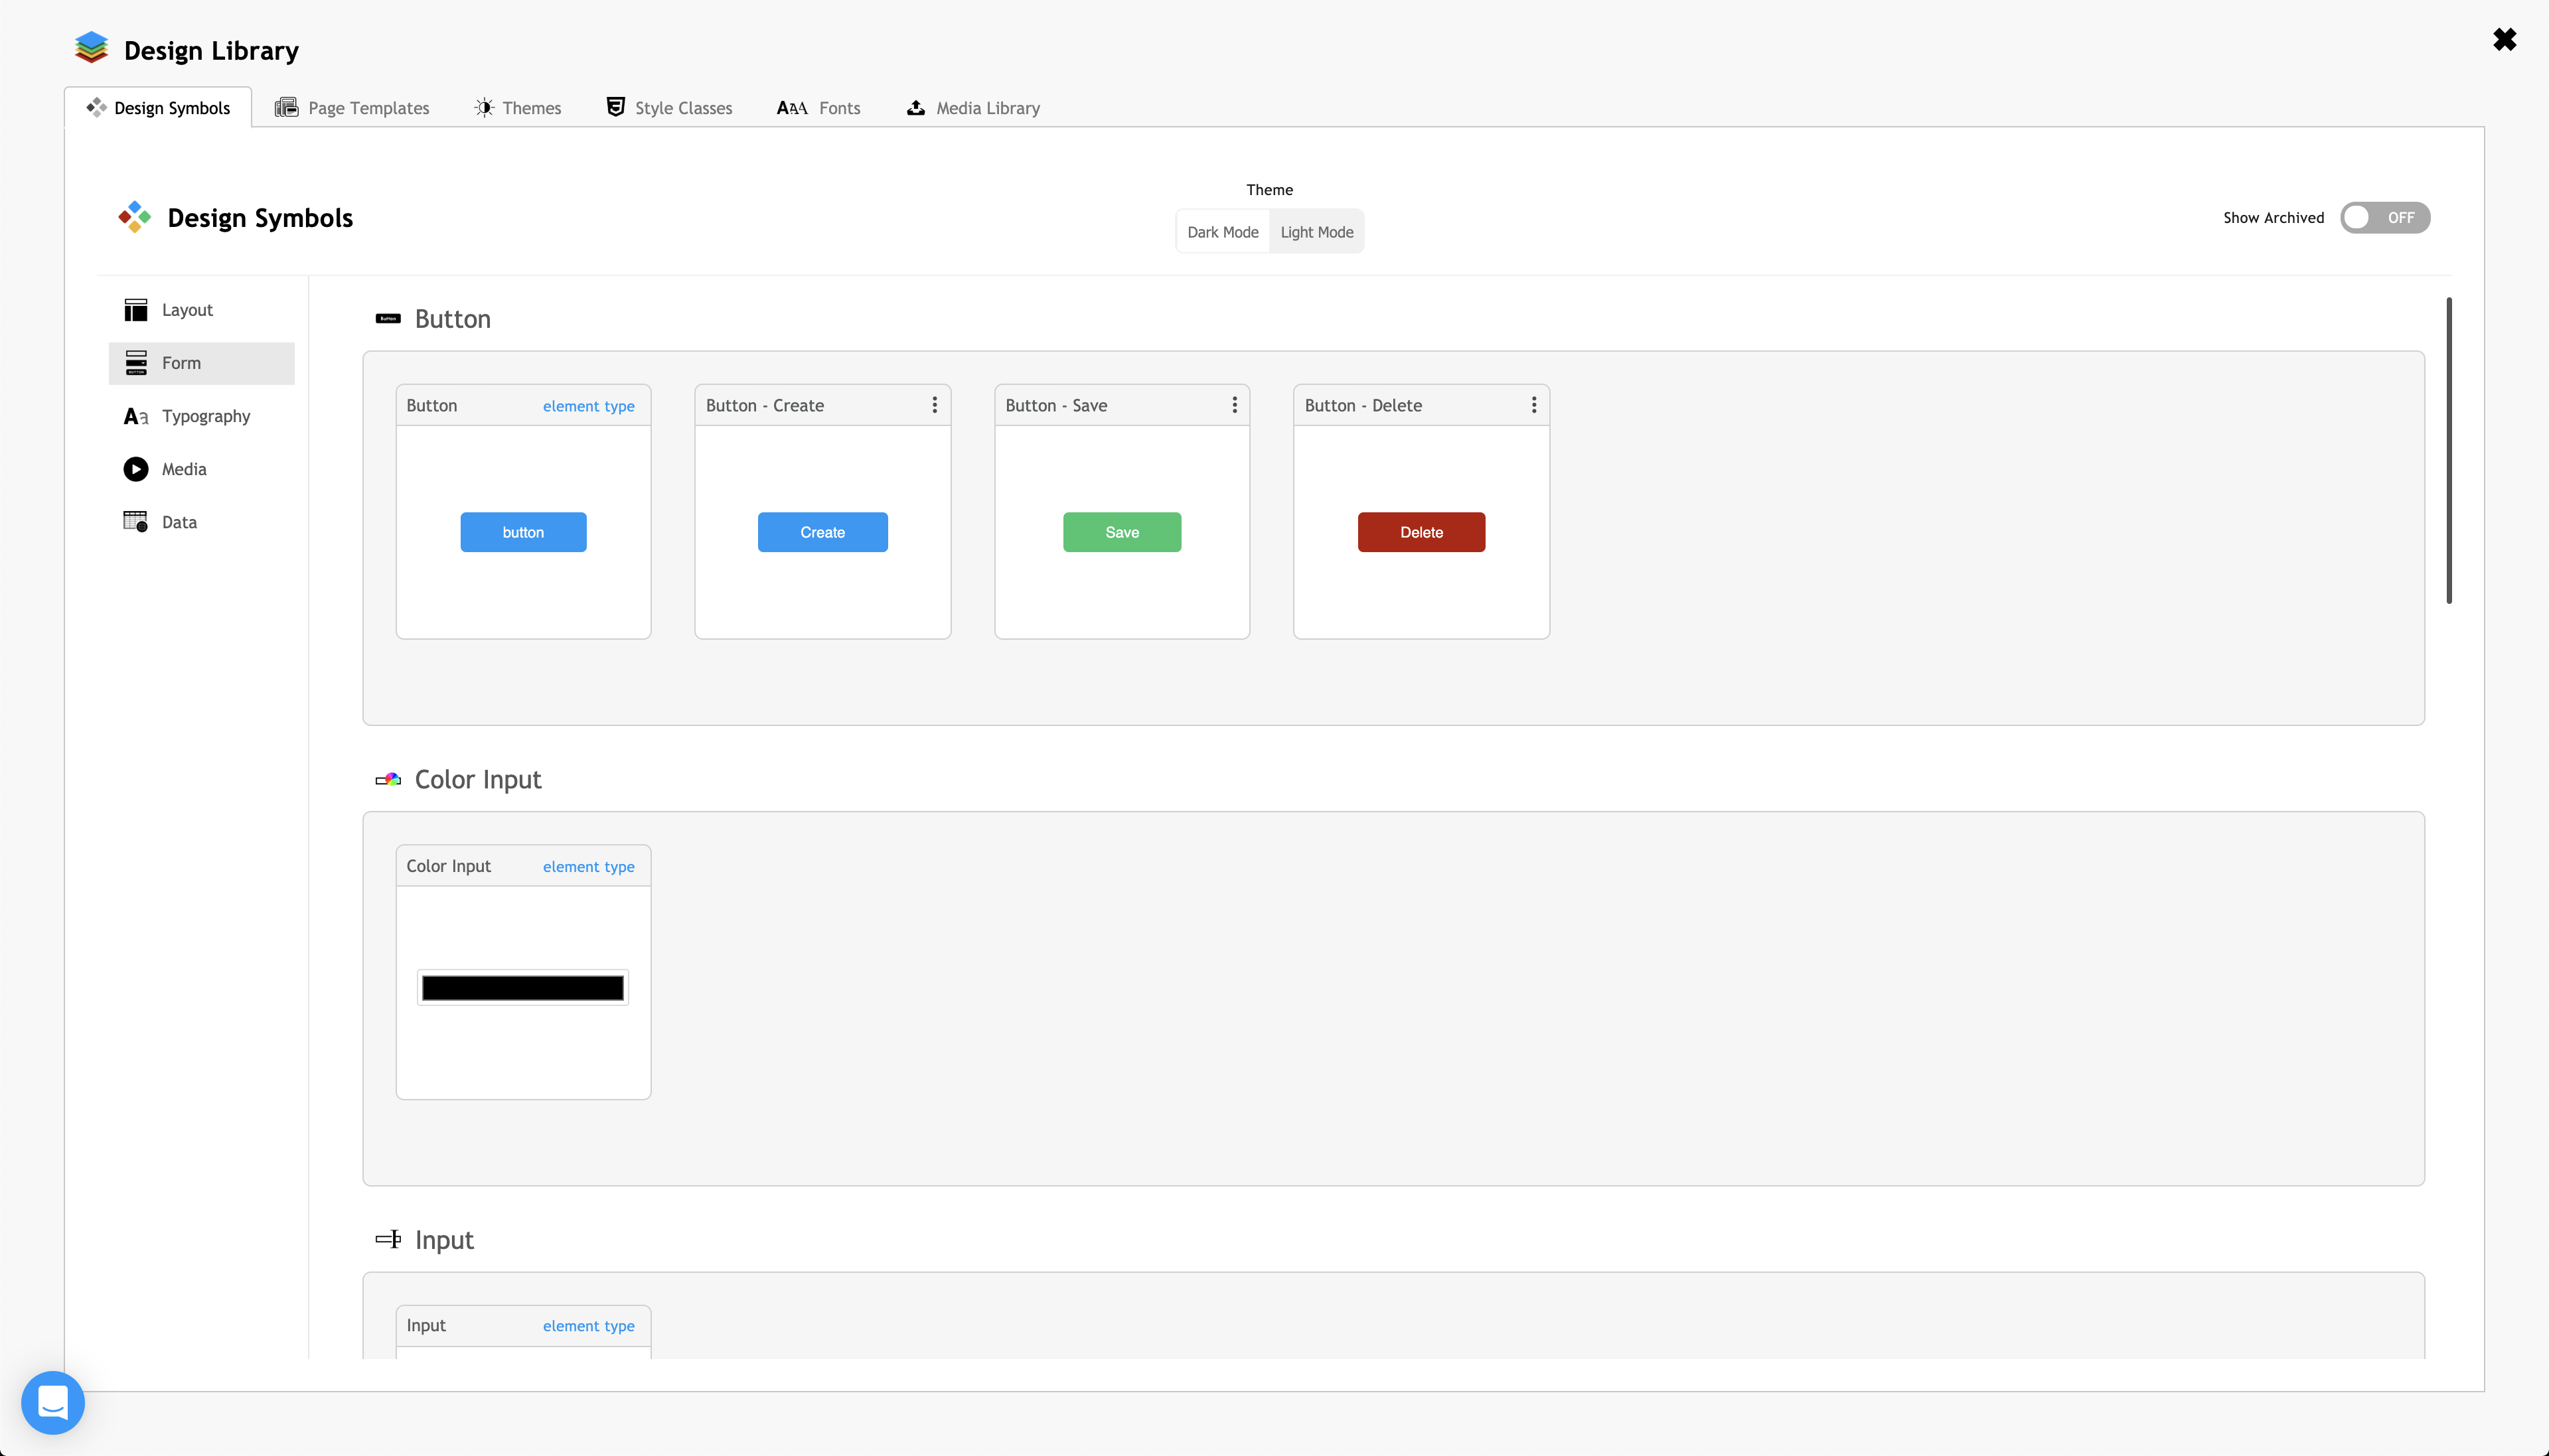 Design Library
Design Symbols
Page Templates
Themes
Style Classes
Fonts
Media Library
Design Symbols
Theme
Dark Mode
Light Mode
Show Archived
OFF
Layout
Form
Typography
Media
Data
Button
Button
element type
button
Button - Create
Create
Button - Save
Save
Button - Delete
Delete
Color Input
Color Input
element type
Input
Input
element type